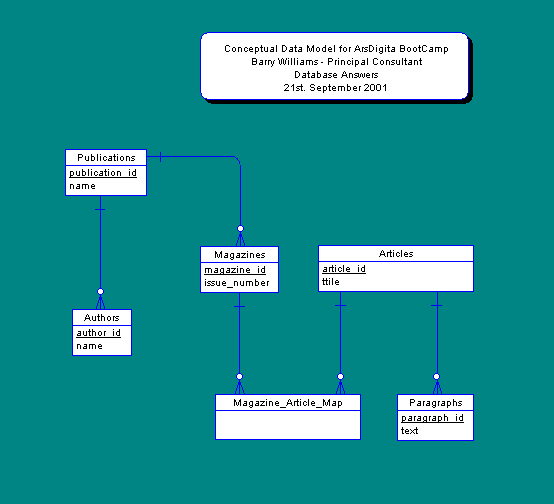 Conceptual Data Model for ArsDigita BootCamp
Barry Williams - Principal Consultant
Database Answers
21st. September 2001
Publications
publication_id
name
Magazines
magazine_id
issue_number
Articles
article_id
ttile
Authors
author_id
name
Magazine_Article_Map
Paragraphs
paragraph_id
text